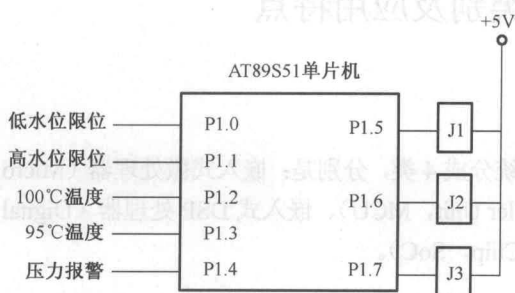 +5V
AT89S51单片机
低水位限位 P1.0 P1.5 J1
高水位限位 P1.1
100℃温度 P1.2 P1.6 J2
95℃温度 P1.3
压力报警 P1.4 P1.7 J3